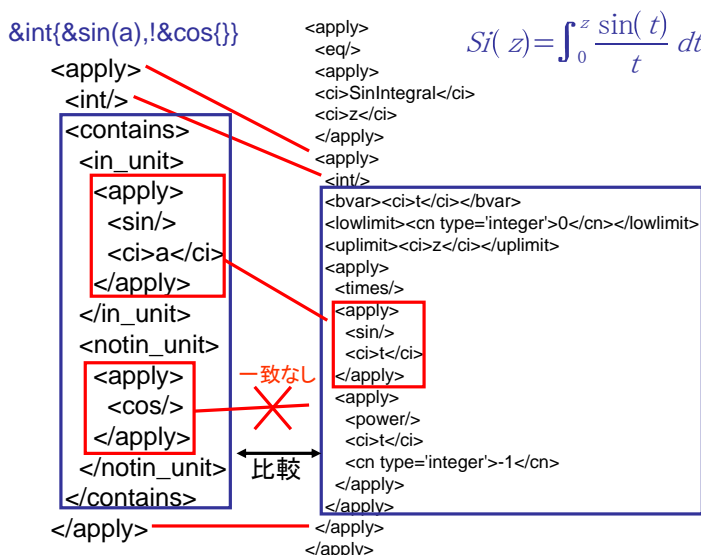 &int{&sin(a),!&cos{}}
<apply>
<int/>
<contains>
<in_unit>
<apply>
<sin/>
<ci>a</ci>
</apply>
</in_unit>
<notin_unit>
<apply>
<cos/>
</apply>
</notin_unit>
</contains>
</apply>
一致なし
比較
<apply>
<eq/>
<apply>
<ci>SinIntegral</ci>
<ci>z</ci>
</apply>
<apply>
<int/>
<bvar><ci>t</ci></bvar>
<lowlimit><cn type='integer'>0</cn></lowlimit>
<uplimit><ci>z</ci></uplimit>
<apply>
<times/>
<apply>
<sin/>
<ci>t</ci>
</apply>
<apply>
<power/>
<ci>t</ci>
<cn type='integer'>-1</cn>
</apply>
</apply>
</apply>
</apply>
Si( z)=∫₀ᶻ sin( t)/t dt